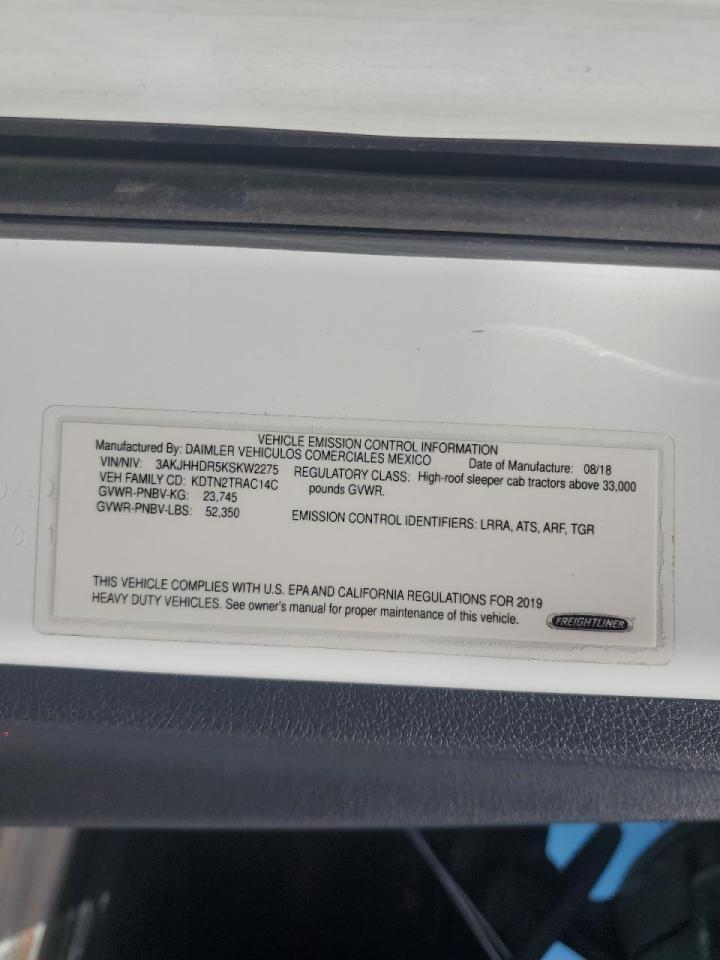 VEHICLE EMISSION CONTROL INFORMATION
Manufactured By: DAIMLER VEHICULOS COMERCIALES MEXICO Date of Manufacture: 08/18
VIN/NIV: 3AKJHHDR5KSKW2275 REGULATORY CLASS: High-roof sleeper cab tractors above 33,000
VEH FAMILY CD: KDTN2TRAC14C pounds GVWR.
GVWR-PNBV-KG: 23,745
GVWR-PNBV-LBS: 52,350 EMISSION CONTROL IDENTIFIERS: LRRA, ATS, ARF, TGR
THIS VEHICLE COMPLIES WITH U.S. EPA AND CALIFORNIA REGULATIONS FOR 2019
HEAVY DUTY VEHICLES. See owner's manual for proper maintenance of this vehicle.
FREIGHTLINER